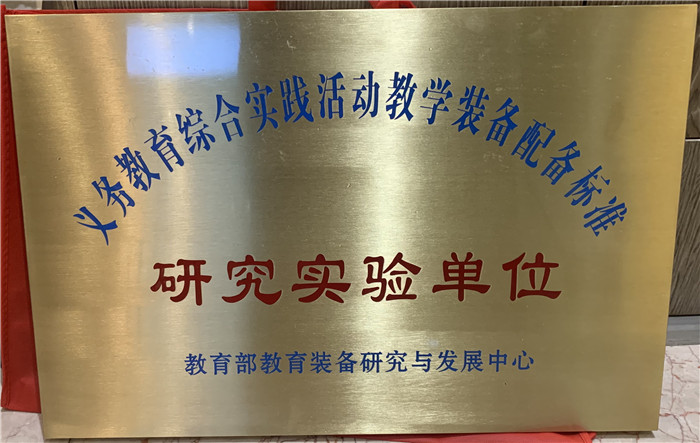 义务教育综合实践活动教学装备配备标准
研究实验单位
教育部教育装备研究与发展中心